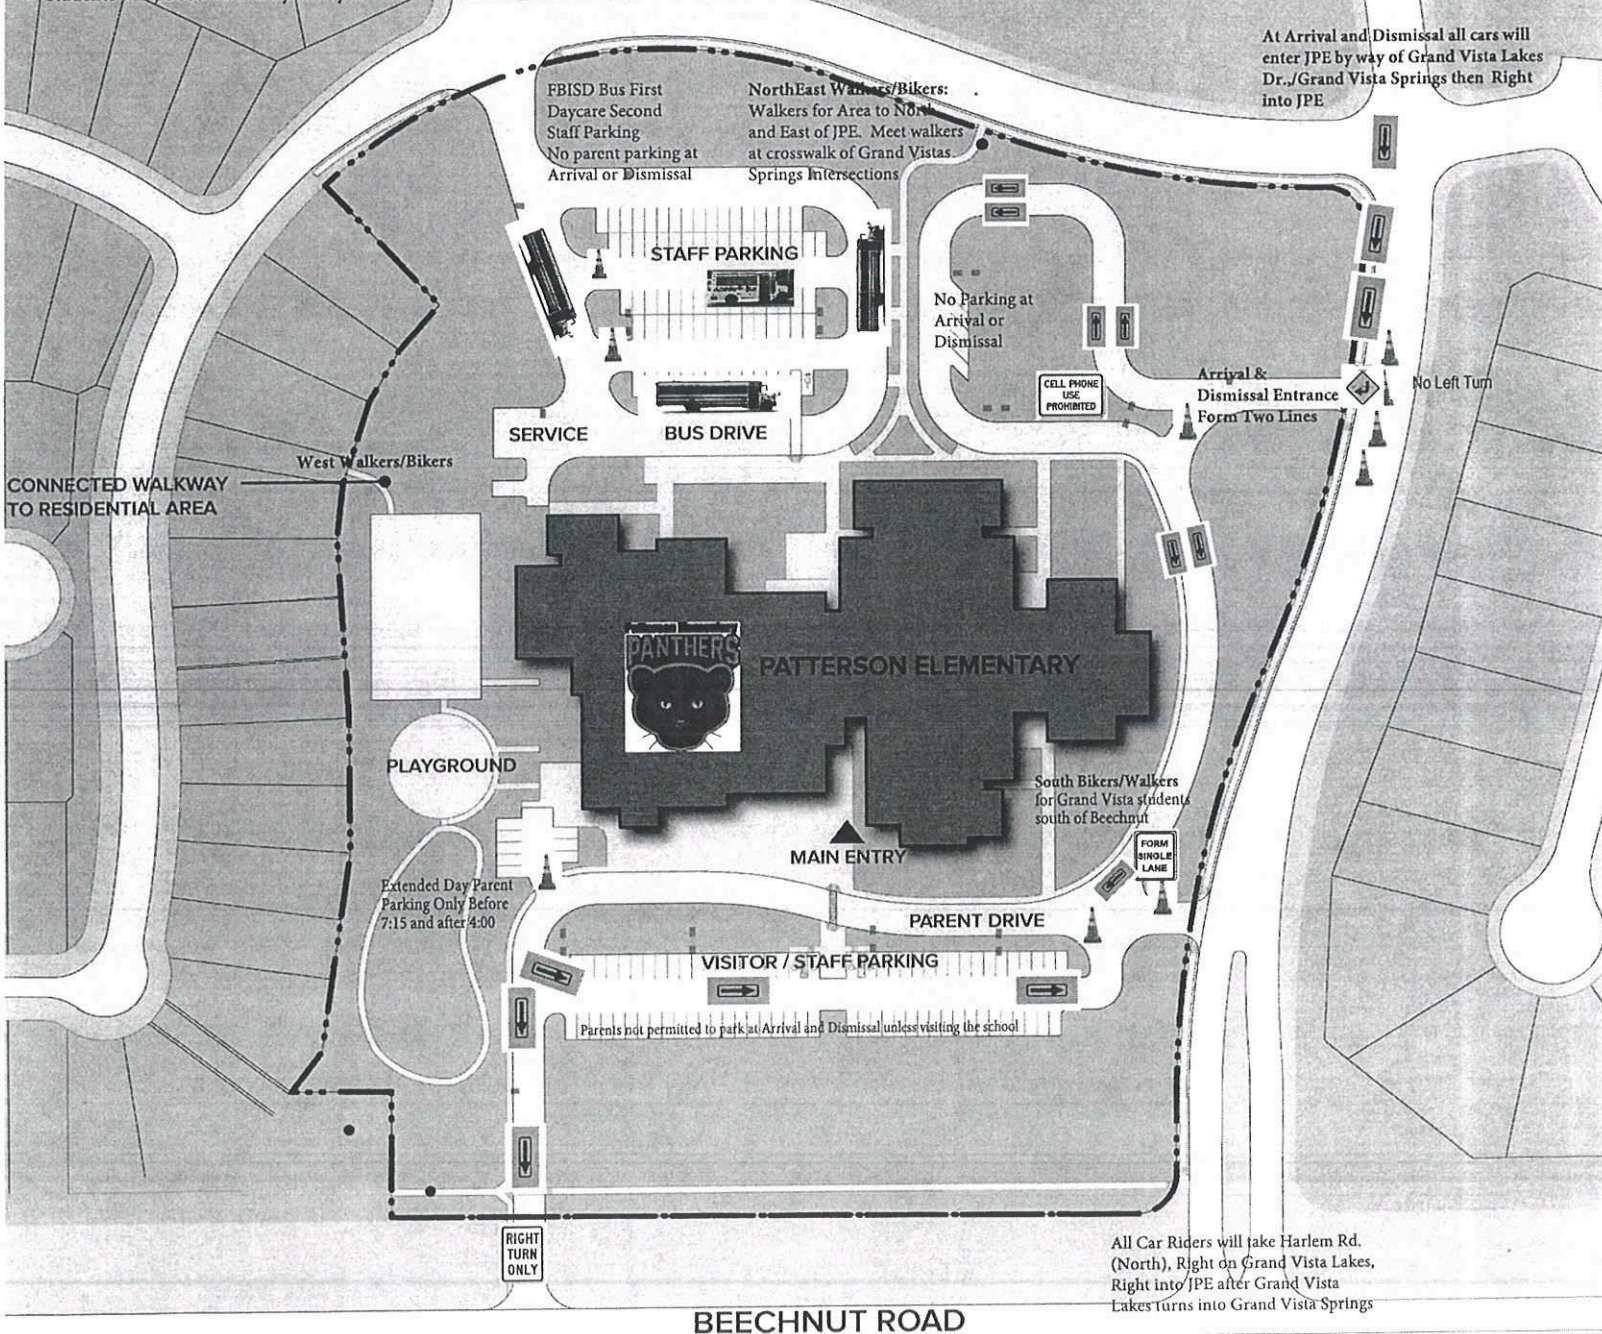 At Arrival and Dismissal all cars will
enter JPE by way of Grand Vista Lakes
Dr./Grand Vista Springs then Right
into JPE
FBISD Bus First
Daycare Second
Staff Parking
No parent parking at
Arrival or Dismissal
NorthEast Walkers/Bikers:
Walkers for Area to North
and East of JPE. Meet walkers
at crosswalk of Grand Vistas
Springs Intersections
STAFF PARKING
No Parking at
Arrival or
Dismissal
CELL PHONE
USE
PROHIBITED
Arrival &
Dismissal Entrance
Form Two Lines
No Left Turn
SERVICE
BUS DRIVE
West Walkers/Bikers
CONNECTED WALKWAY
TO RESIDENTIAL AREA
PANTHERS
PATTERSON ELEMENTARY
PLAYGROUND
South Bikers/Walkers
for Grand Vista students
south of Beechnut
FORM
SINGLE
LANE
MAIN ENTRY
Extended Day Parent
Parking Only Before
7:15 and after 4:00
PARENT DRIVE
VISITOR / STAFF PARKING
Parents not permitted to park at Arrival and Dismissal unless visiting the school
RIGHT
TURN
ONLY
All Car Riders will take Harlem Rd.
(North), Right on Grand Vista Lakes,
Right into JPE after Grand Vista
Lakes turns into Grand Vista Springs
BEECHNUT ROAD